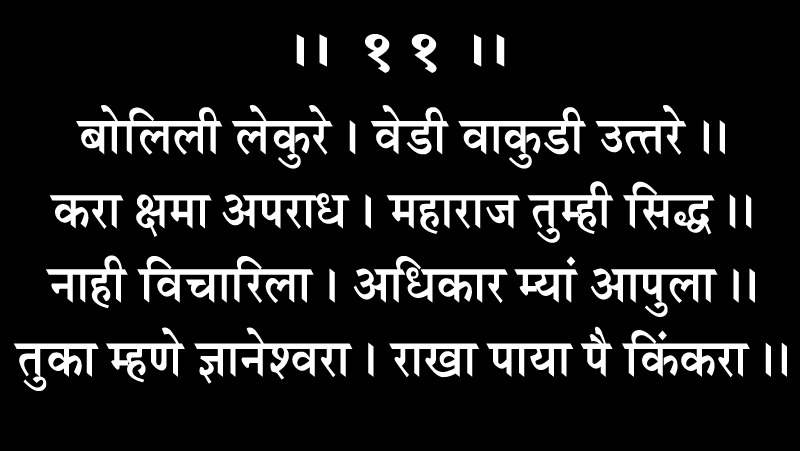 ।। ११ ।।
बोलिली लेकुरे । वेडी वाकुडी उत्तरे ।।
करा क्षमा अपराध । महाराज तुम्ही सिद्ध ।।
नाही विचारिला । अधिकार म्यां आपुला ।।
तुका म्हणे ज्ञानेश्वरा । राखा पाया पै किंकरा ।।